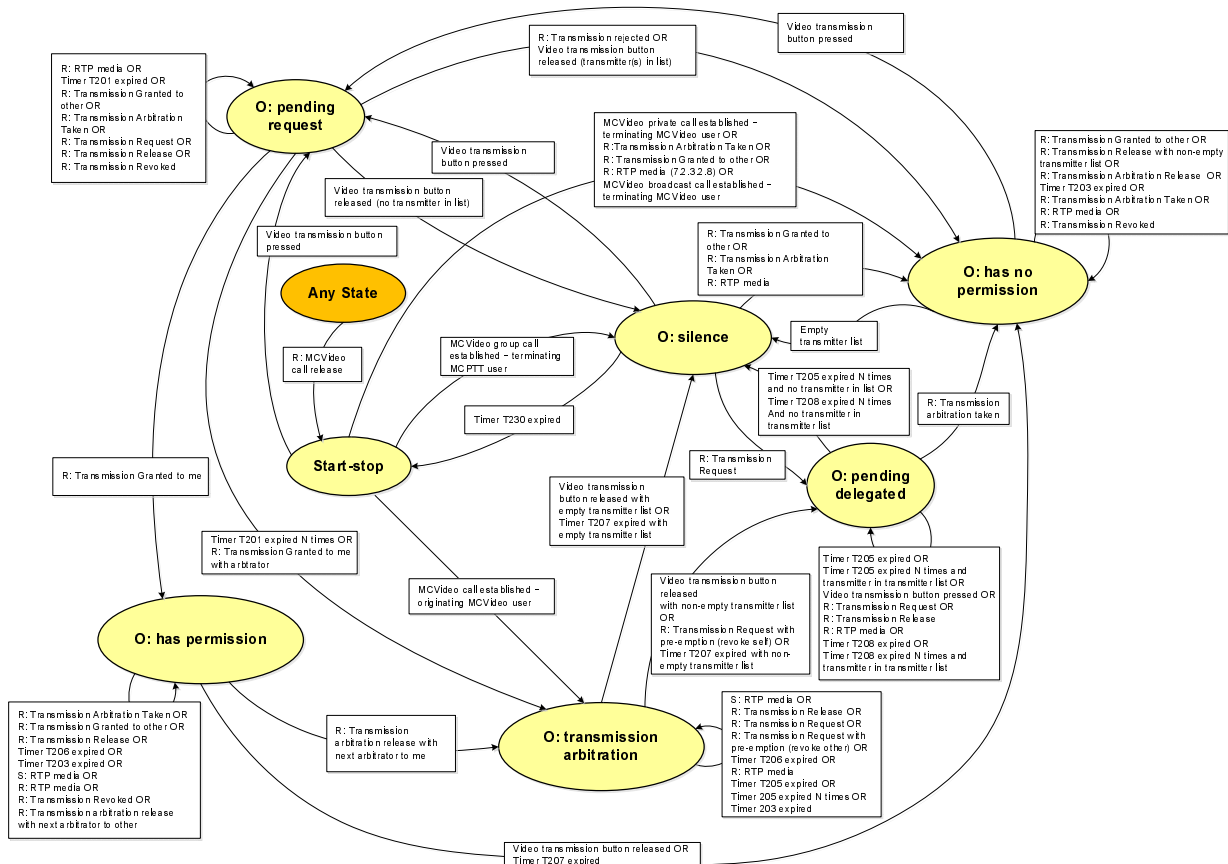 Video transmission
button pressed
R: Transmission rejected OR
Video transmission button
released (transmitter(s) in list)
R: RTP media OR
Timer T201 expired OR
R: Transmission Granted to
other OR
R: Transmission Arbitration
Taken OR
R: Transmission Request OR
R: Transmission Release OR
R: Transmission Revoked
O: pending
request
MCVideo private call established –
terminating MCVideo user OR
R:Transmission Arbitration Taken OR
R: Transmission Granted to other OR
R: RTP media (7.2.3.2.8) OR
MCVideo broadcast call established –
terminating MCVideo user
R: Transmission Granted to other OR
R: Transmission Release with non-empty
transmitter list OR
R: Transmission Arbitration Release OR
Timer T203 expired OR
R: Transmission Arbitration Taken OR
R: RTP media OR
R: Transmission Revoked
Video transmission
button pressed
Video transmission button
released (no transmitter in list)
Video transmission button
pressed
R: Transmission Granted to
other OR
R: Transmission Arbitration
Taken OR
R: RTP media
O: has no
permission
Any State
O: silence
Empty
transmitter list
R: MCVideo
call release
MCVideo group call
established – terminating
MCPTT user
Timer T205 expired N times
and no transmitter in list OR
Timer T208 expired N times
And no transmitter in
transmitter list
R: Transmission
arbitration taken
Timer T230 expired
Start-stop
R: Transmission
Request
O: pending
delegated
R: Transmission Granted to me
Video transmission
button released with
empty transmitter list OR
Timer T207 expired with
empty transmitter list
Timer T201 expired N times OR
R: Transmission Granted to me
with arbtrator
MCVideo call established –
originating MCVideo user
Video transmission button
released
with non-empty transmitter list
OR
R: Transmission Request with
pre-emption (revoke self) OR
Timer T207 expired with non-
empty transmitter list
Timer T205 expired OR
Timer T205 expired N times and
transmitter in transmitter list OR
Video transmission button pressed OR
R: Transmission Request OR
R: Transmission Release
R: RTP media OR
Timer T208 expired OR
Timer T208 expired N times and
transmitter in transmitter list
O: has permission
R: Transmission Arbitration Taken OR
R: Transmission Granted to other OR
R: Transmission Release OR
Timer T206 expired OR
Timer T203 expired OR
S: RTP media OR
R: RTP media OR
R: Transmission Revoked OR
R: Transmission arbitration release
with next arbitrator to other
R: Transmission
arbitration release with
next arbitrator to me
O: transmission
arbitration
S: RTP media OR
R: Transmission Release OR
R: Transmission Request OR
R: Transmission Request with
pre-emption (revoke other) OR
Timer T206 expired OR
R: RTP media
Timer T205 expired OR
Timer 205 expired N times OR
Timer 203 expired
Video transmission button released OR
Timer T207 expired